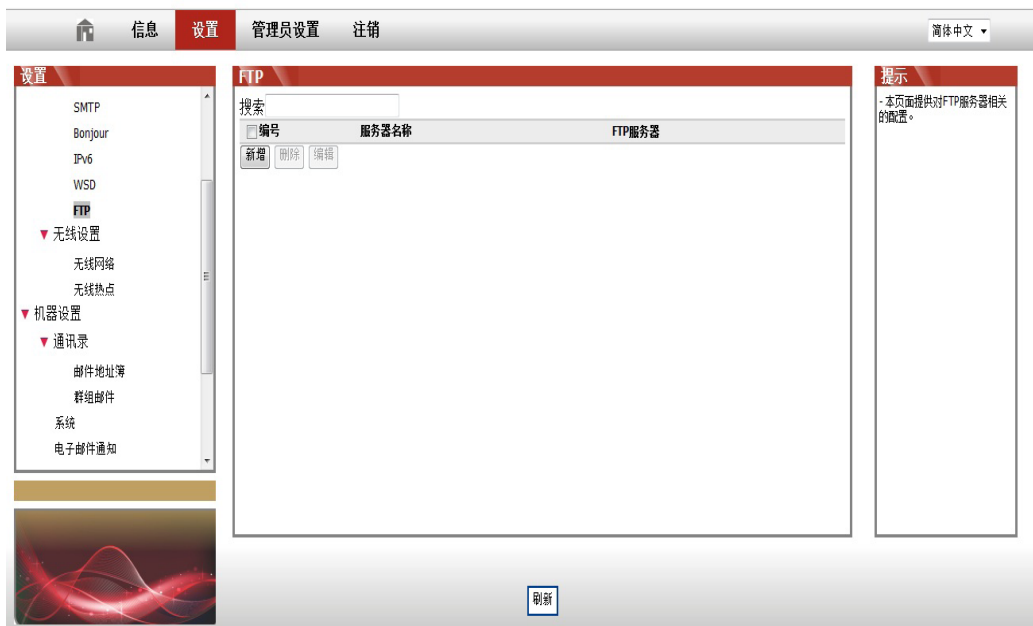 信息 设置 管理员设置 注销 简体中文
设置
SMTP
Bonjour
IPv6
WSD
FTP
无线设置
无线网络
无线热点
机器设置
通讯录
邮件地址簿
群组邮件
系统
电子邮件通知
FTP
搜索
编号 服务器名称 FTP服务器
新增 删除 编辑
提示
- 本页面提供对FTP服务器相关
的配置。
刷新